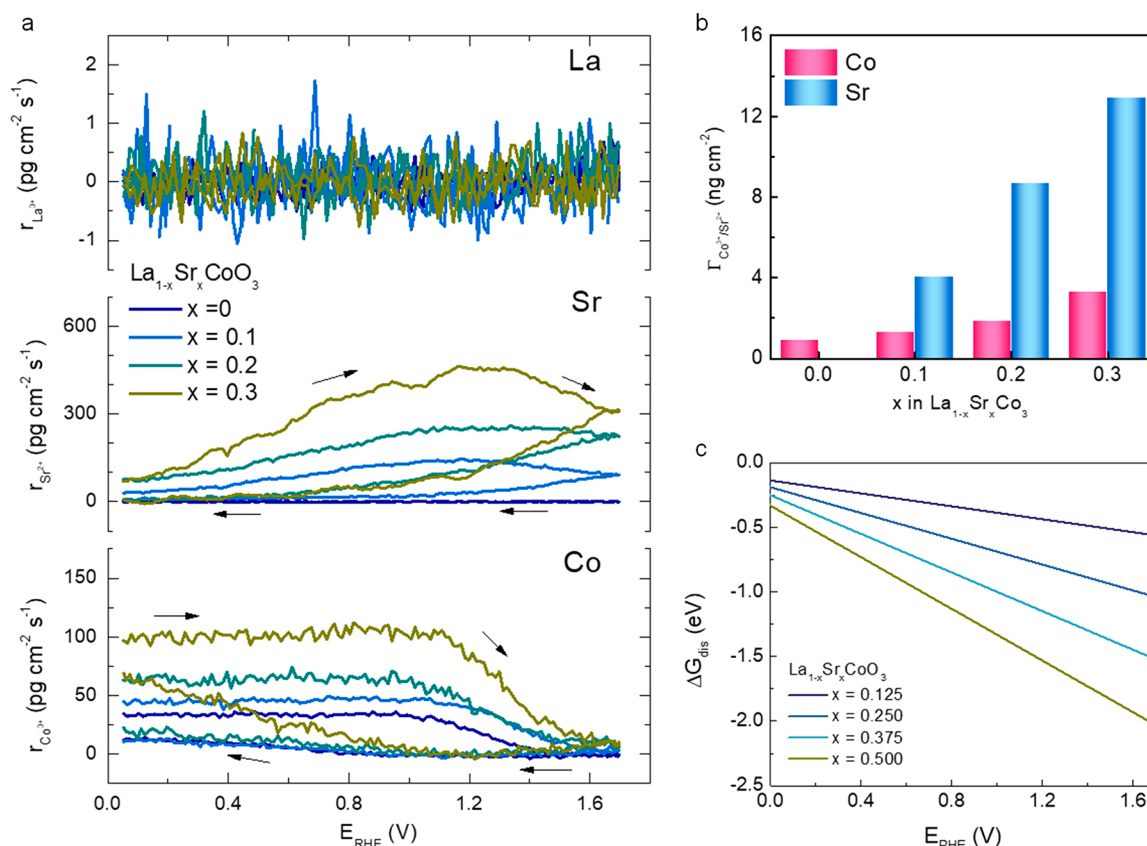 a
La
2
1
0
-1
r_La³⁺ (pg cm⁻² s⁻¹)
La₁₋ₓSrₓCoO₃
x =0
x = 0.1
x = 0.2
x = 0.3
Sr
600
300
0
r_Sr²⁺ (pg cm⁻² s⁻¹)
Co
150
125
100
75
50
25
0
r_Co³⁺ (pg cm⁻² s⁻¹)
0.0 0.4 0.8 1.2 1.6
E_RHE (V)
b
Co
Sr
16
12
8
4
0
Γ_Co³⁺/Sr²⁺ (ng cm⁻²)
0.0 0.1 0.2 0.3
x in La₁₋ₓSrₓCo₃
c
0.0
-0.5
-1.0
-1.5
-2.0
-2.5
ΔG_dis (eV)
La₁₋ₓSrₓCoO₃
x = 0.125
x = 0.250
x = 0.375
x = 0.500
0.0 0.4 0.8 1.2 1.6
E_RHE (V)